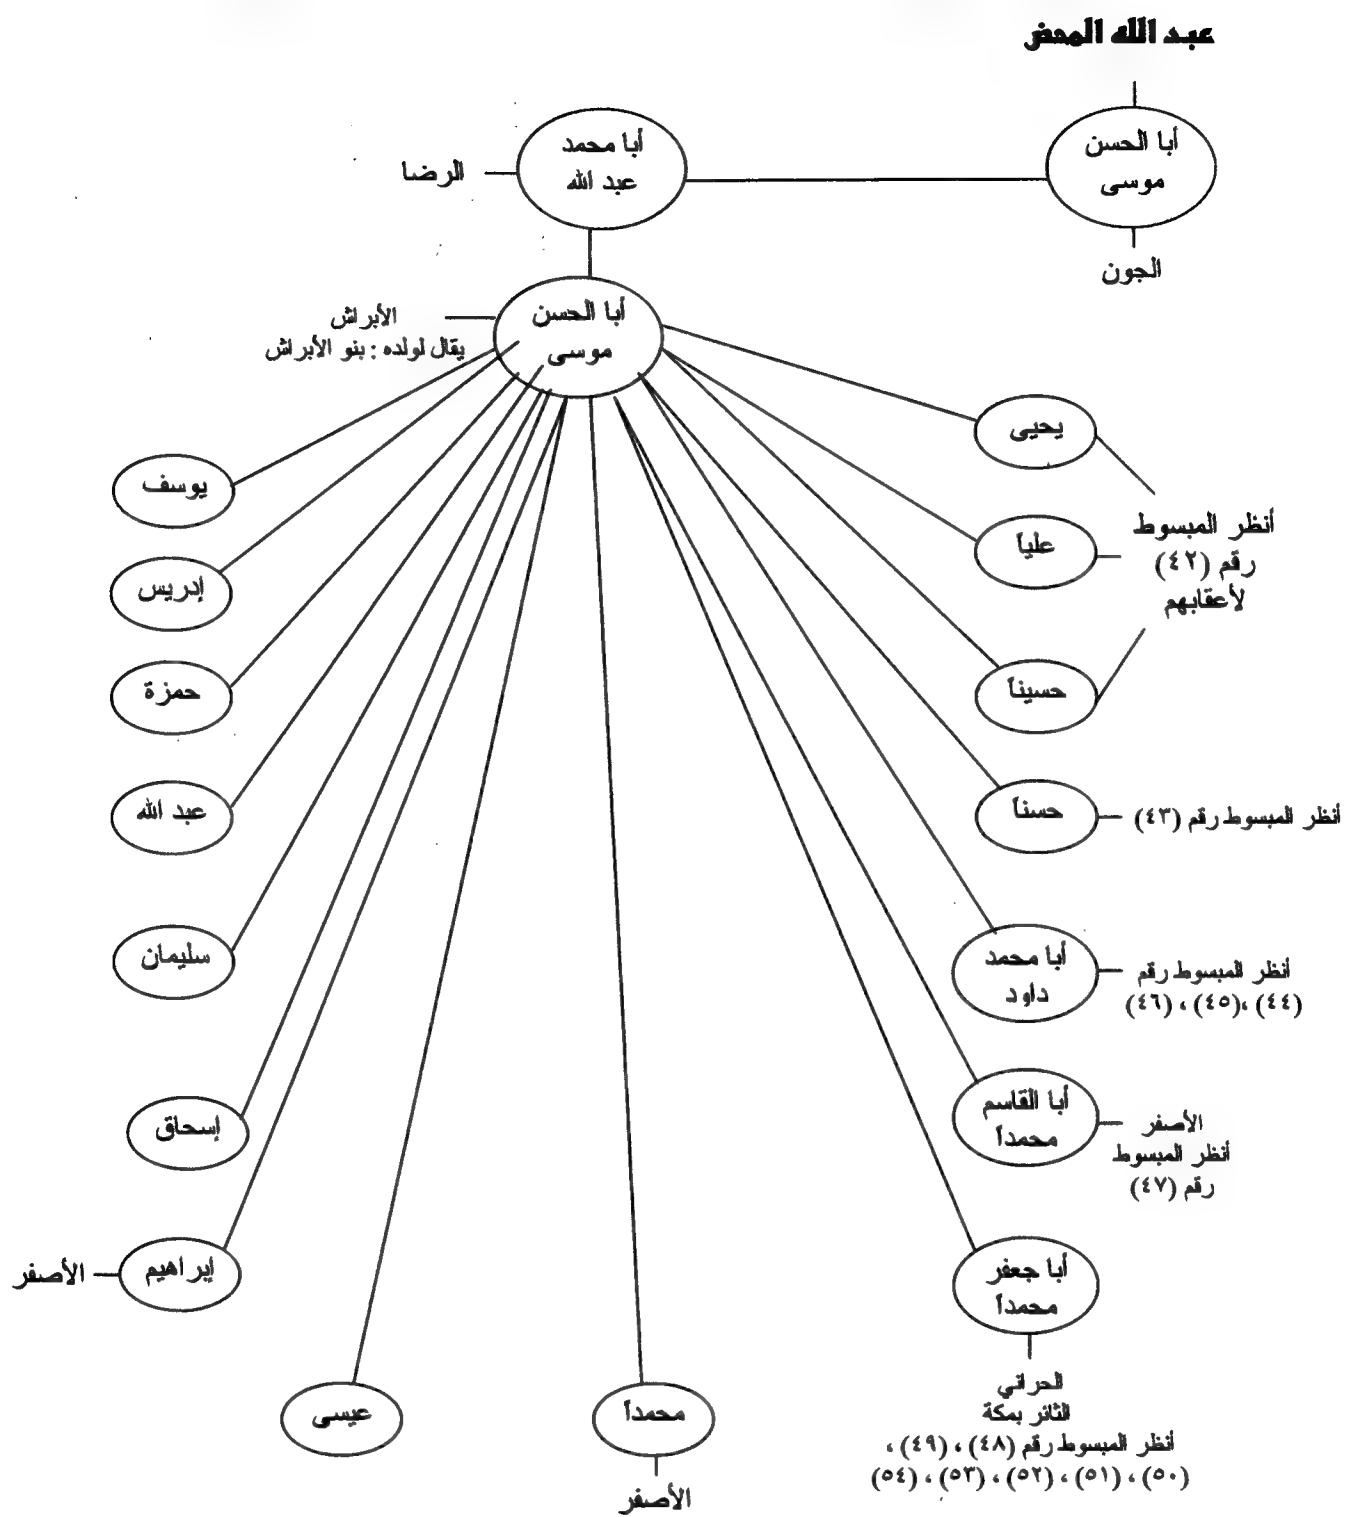 عبد الله المحض
أبا الحسن
موسى
الجون
أبا محمد
عبد الله
الرضا
أبا الحسن
موسى
الأبراش
يقال لولده : بنو الأبراش
يحيى
علياً
حسيناً
أنظر المبسوط
رقم (٤٢)
لأعقابهم
حسناً
أنظر المبسوط رقم (٤٣)
أبا محمد
داود
أنظر المبسوط رقم
(٤٤) ،(٤٥) ، (٤٦)
أبا القاسم
محمداً
الأصفر
أنظر المبسوط
رقم (٤٧)
أبا جعفر
محمداً
الحراني
الثائر بمكة
أنظر المبسوط رقم (٤٨) ، (٤٩) ،
(٥٠) ، (٥١) ، (٥٢) ، (٥٣) ، (٥٤)
محمداً
الأصفر
عيسى
يوسف
إدريس
حمزة
عبد الله
سليمان
إسحاق
إبراهيم
الأصفر